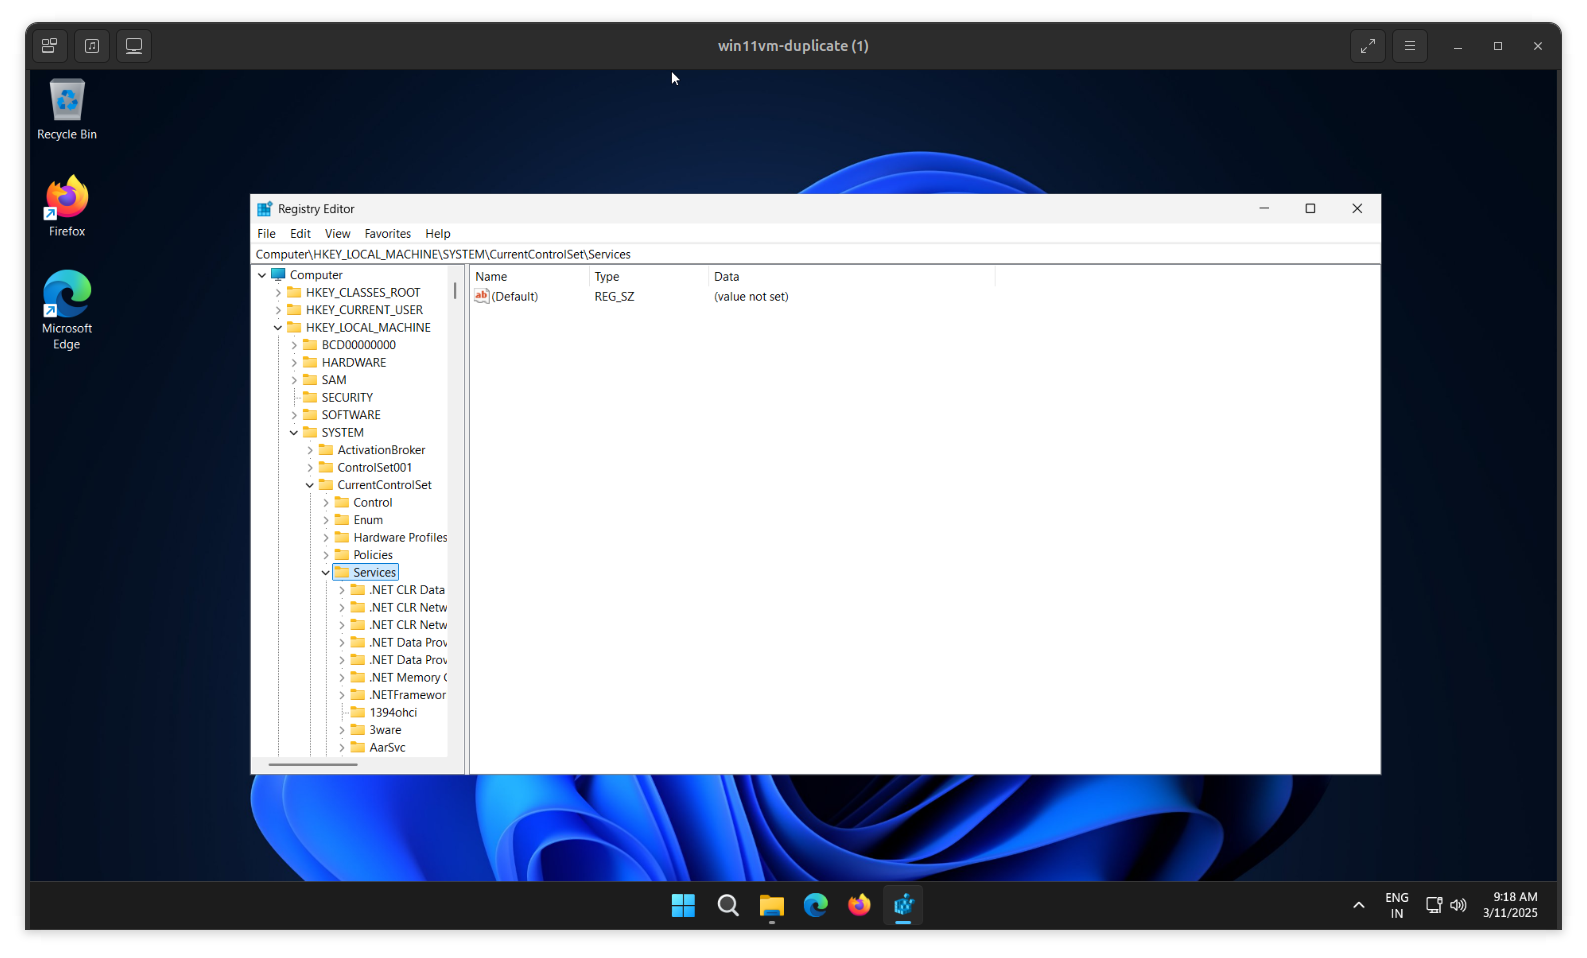 win11vm-duplicate (1)
Recycle Bin
Firefox
Microsoft
Edge
Registry Editor
File Edit View Favorites Help
Computer\HKEY_LOCAL_MACHINE\SYSTEM\CurrentControlSet\Services
Computer
HKEY_CLASSES_ROOT
HKEY_CURRENT_USER
HKEY_LOCAL_MACHINE
BCD00000000
HARDWARE
SAM
SECURITY
SOFTWARE
SYSTEM
ActivationBroker
ControlSet001
CurrentControlSet
Control
Enum
Hardware Profiles
Policies
Services
.NET CLR Data
.NET CLR Netw
.NET CLR Netw
.NET Data Prov
.NET Data Prov
.NET Memory C
.NETFramewor
1394ohci
3ware
AarSvc
Name Type Data
ab (Default) REG_SZ (value not set)
ENG
IN
9:18 AM
3/11/2025